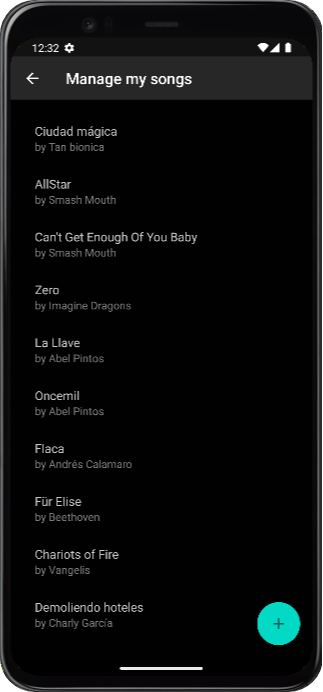 12:32
Manage my songs
Ciudad mágica
by Tan bionica
AllStar
by Smash Mouth
Can't Get Enough Of You Baby
by Smash Mouth
Zero
by Imagine Dragons
La Llave
by Abel Pintos
Oncemil
by Abel Pintos
Flaca
by Andrés Calamaro
Für Elise
by Beethoven
Chariots of Fire
by Vangelis
Demoliendo hoteles
by Charly García
+